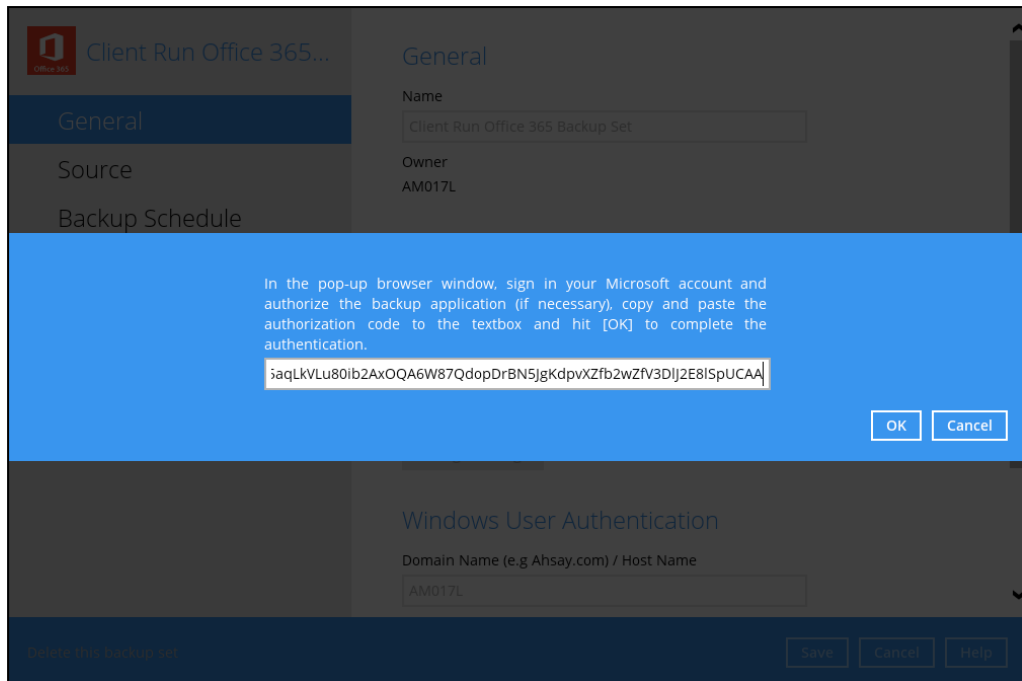 Office 365
Client Run Office 365...
General
Source
Backup Schedule
General
Name
Client Run Office 365 Backup Set
Owner
AM017L
In the pop-up browser window, sign in your Microsoft account and
authorize the backup application (if necessary), copy and paste the
authorization code to the textbox and hit [OK] to complete the
authentication.
5aqLkVLu80ib2AxOQA6W87QdopDrBN5JgKdpvXZfb2wZfV3DlJ2E8lSpUCAA
OK
Cancel
Windows User Authentication
Domain Name (e.g Ahsay.com) / Host Name
AM017L
Delete this backup set
Save
Cancel
Help